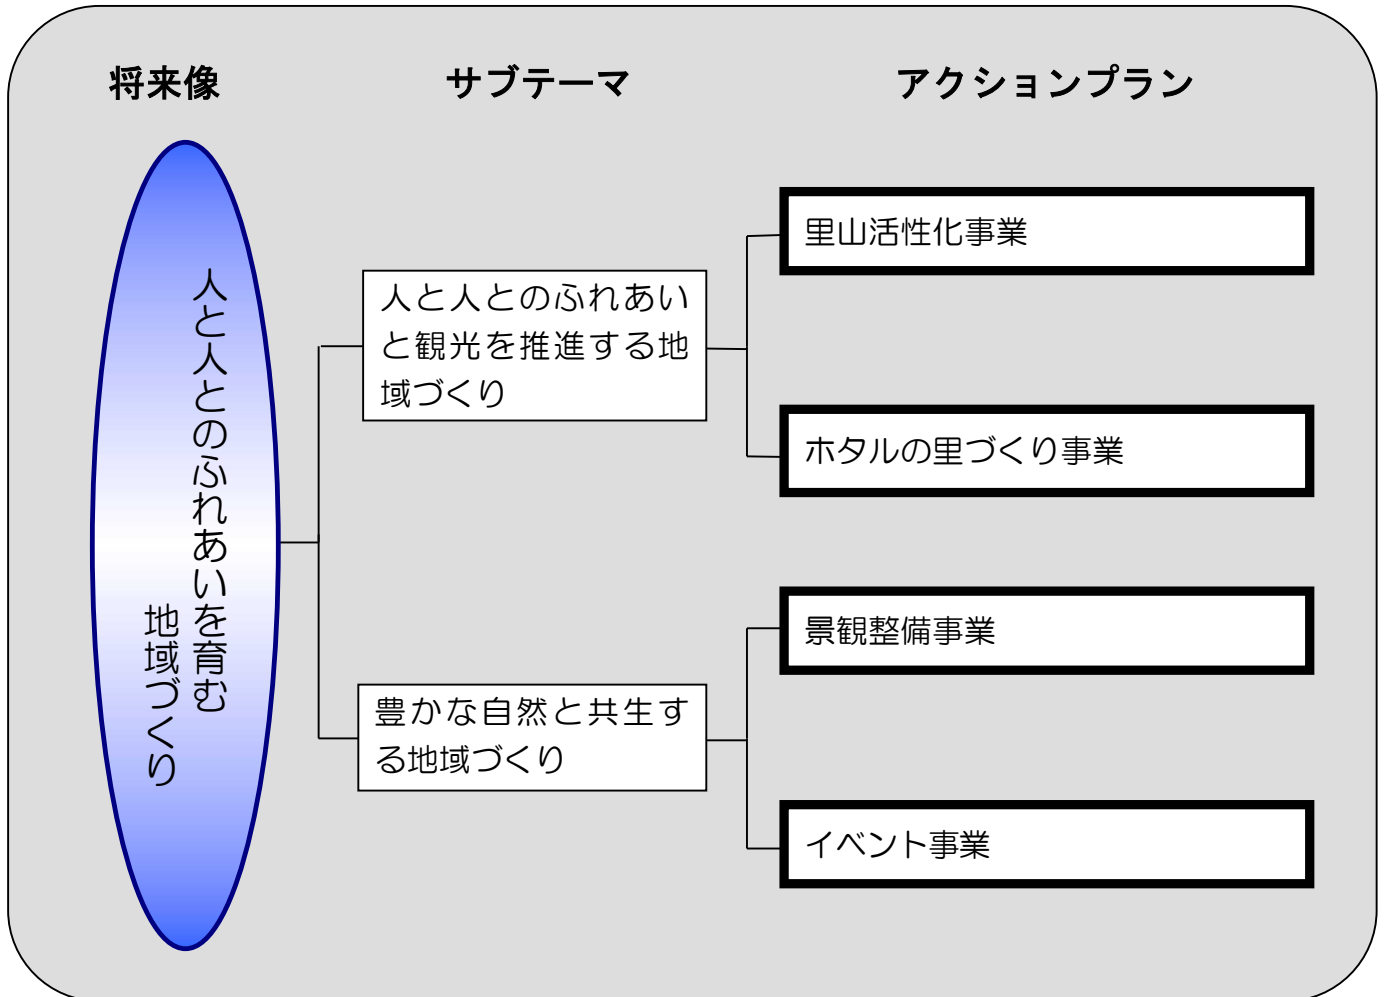 将来像
サブテーマ
アクションプラン
人と人とのふれあいを育む
地域づくり
人と人とのふれあい
と観光を推進する地
域づくり
豊かな自然と共生す
る地域づくり
里山活性化事業
ホタルの里づくり事業
景観整備事業
イベント事業